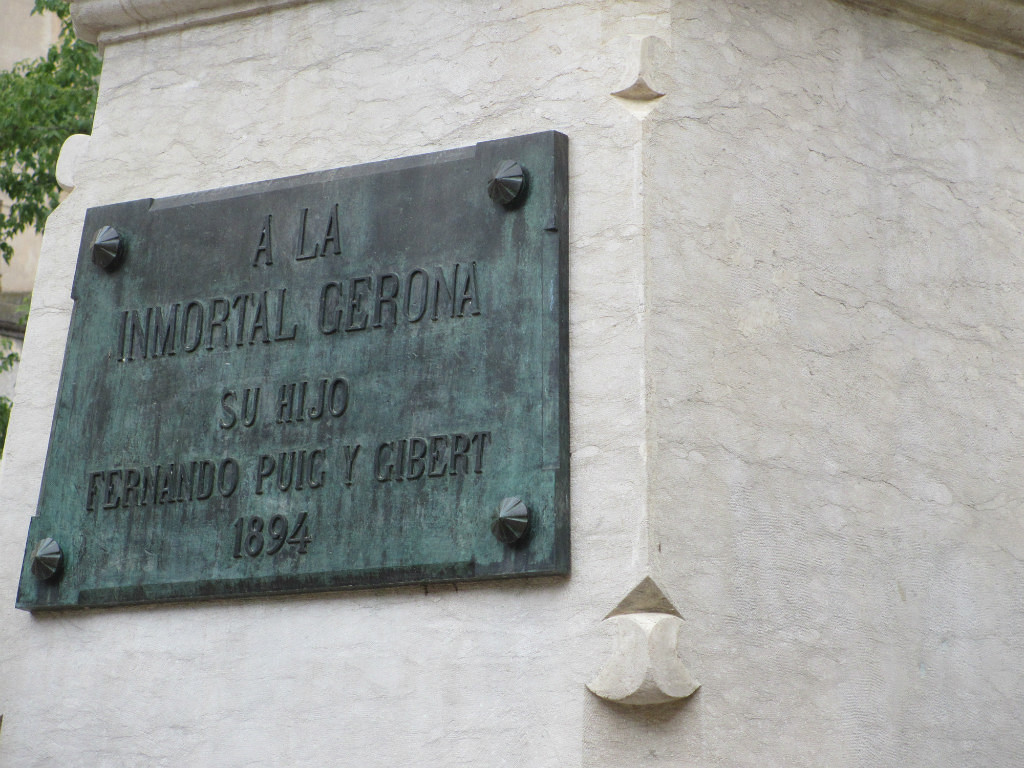 A LA
INMORTAL GERONA
SU HIJO
FERNANDO PUIG Y GIBERT
1894